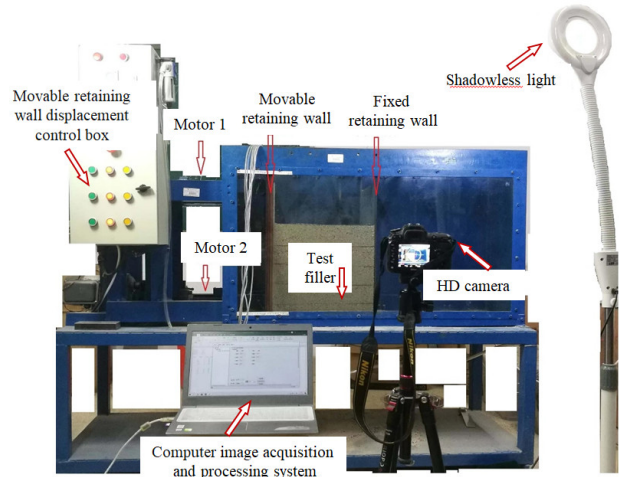 Shadowless light
Movable retaining
wall displacement
control box
Motor 1
Movable
retaining wall
Fixed
retaining wall
Motor 2
Test
filler
HD camera
Nikon
Computer image acquisition
and processing system